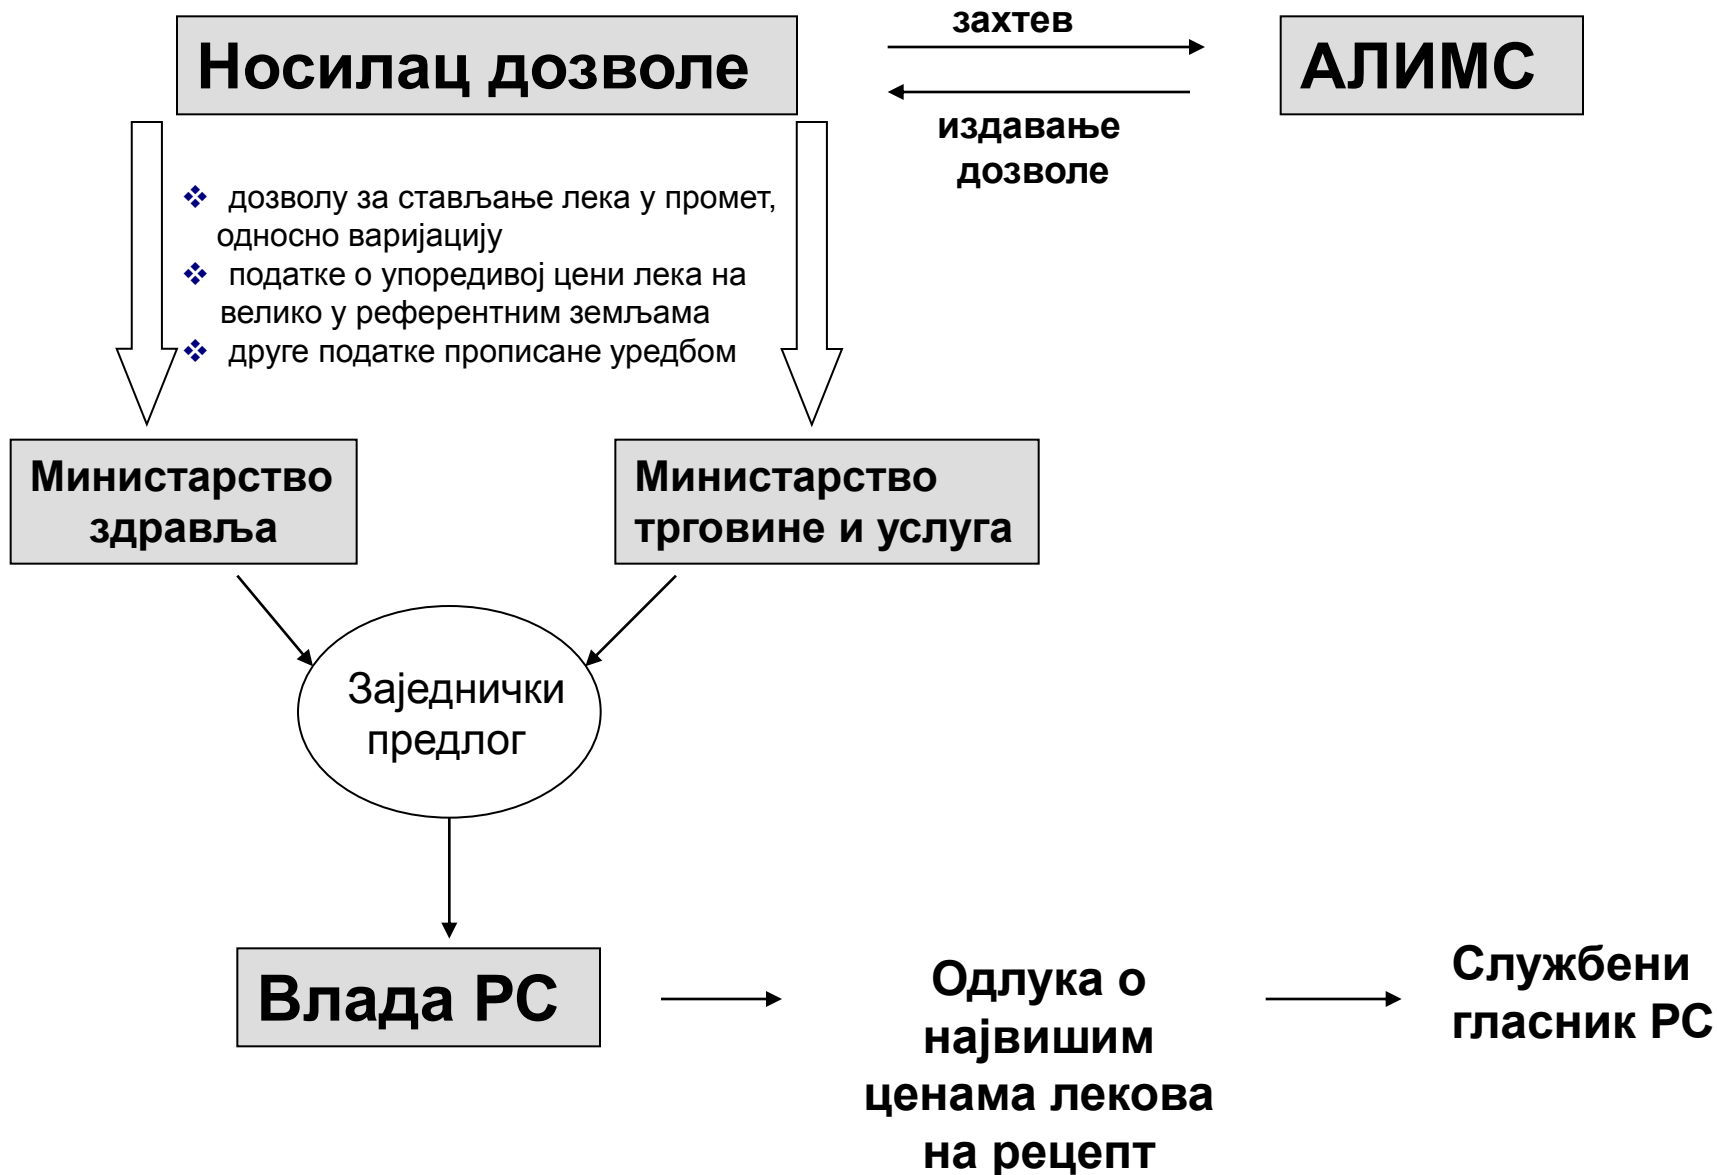 захтев
Носилац дозволе
АЛИМС
издавање
дозволе
дозволу за стављање лека у промет,
односно варијацију
податке о упоредивој цени лека на
велико у референтним земљама
друге податке прописане уредбом
Министарство
здравља
Министарство
трговине и услуга
Заједнички
предлог
Влада РС
Одлука о
највишим
ценама лекова
на рецепт
Службени
гласник РС